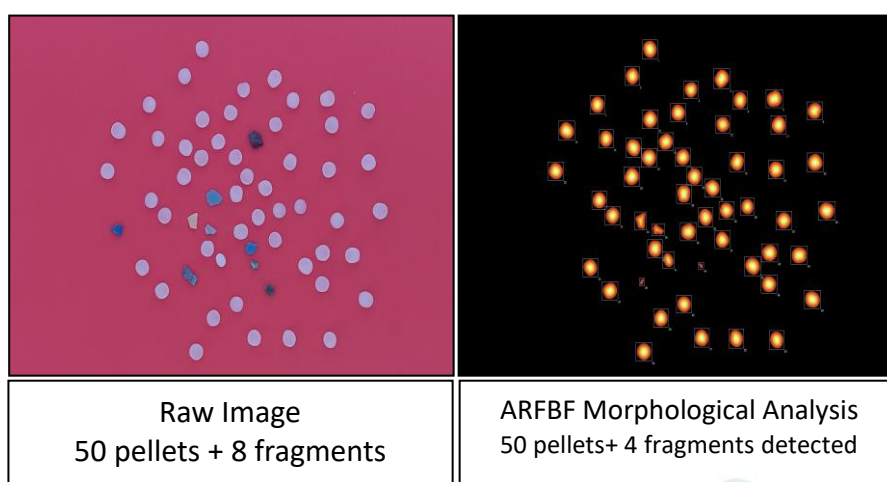 Raw Image
50 pellets + 8 fragments
ARFBF Morphological Analysis
50 pellets+ 4 fragments detected